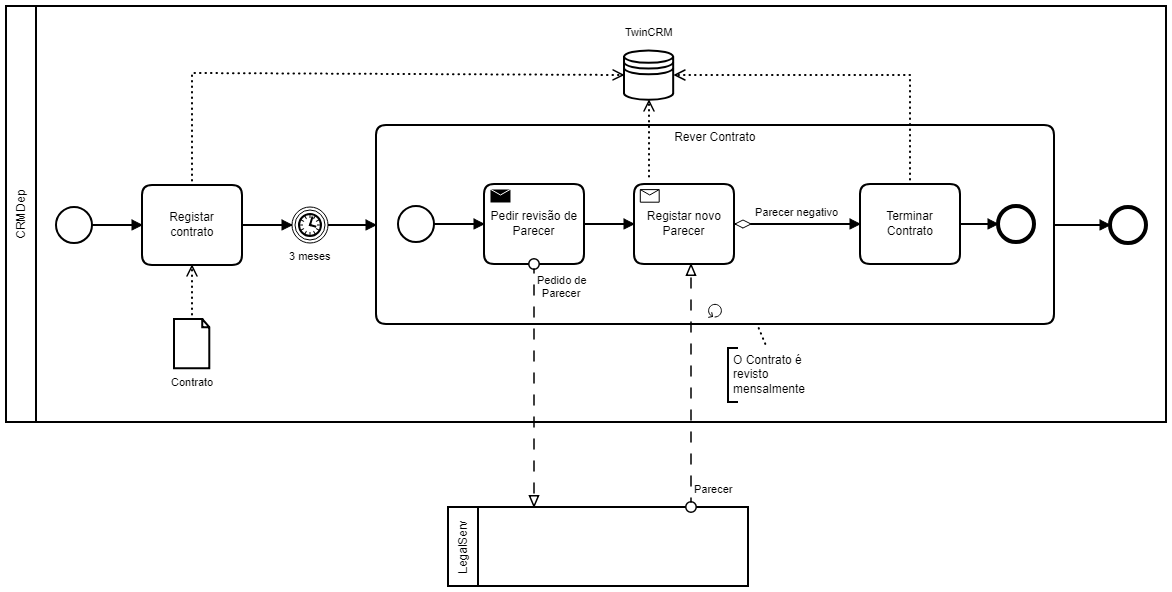 TwinCRM
Rever Contrato
CRMDep
Registar
contrato
3 meses
Pedir revisão de
Parecer
Registar novo
Parecer
Parecer negativo
Terminar
Contrato
Pedido de
Parecer
Contrato
O Contrato é
revisto
mensalmente
Parecer
LegalServ